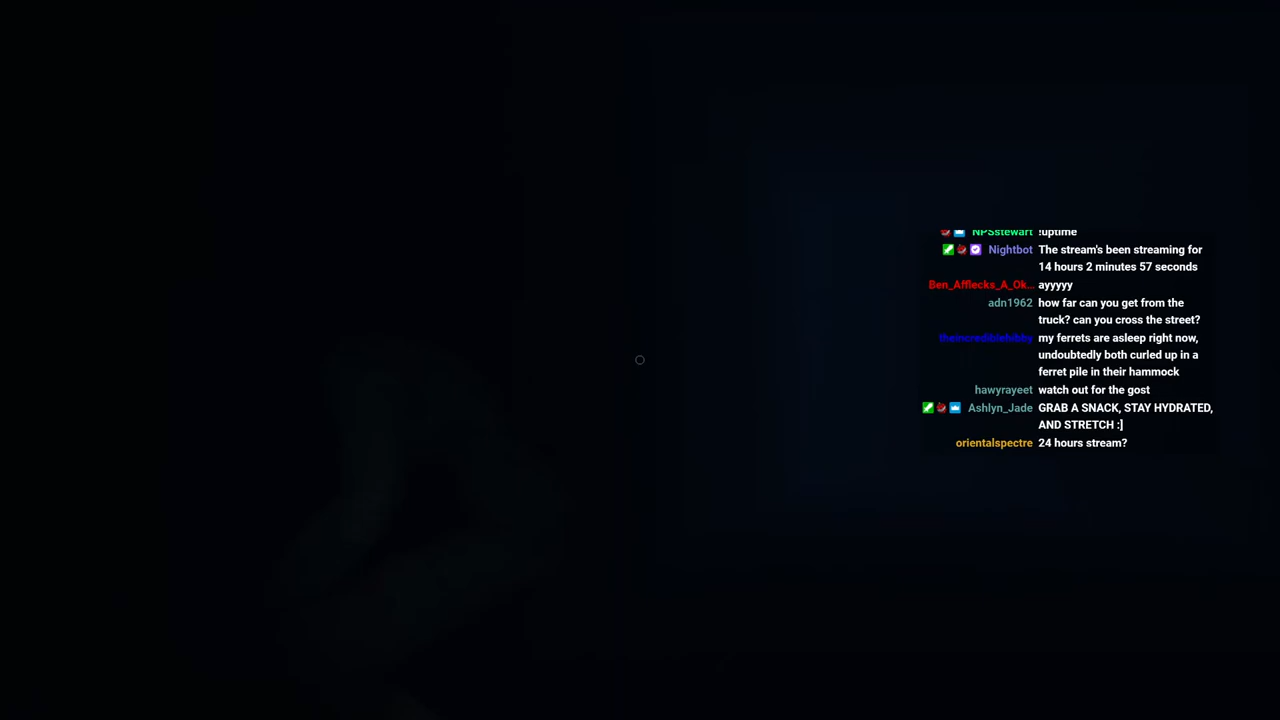 NPSstewart !uptime
Nightbot The stream's been streaming for
14 hours 2 minutes 57 seconds
Ben_Afflecks_A_Ok... ayyyyy
adn1962 how far can you get from the
truck? can you cross the street?
theincrediblehibby my ferrets are asleep right now,
undoubtedly both curled up in a
ferret pile in their hammock
hawyrayeet watch out for the gost
Ashlyn_Jade GRAB A SNACK, STAY HYDRATED,
AND STRETCH :]
orientalspectre 24 hours stream?